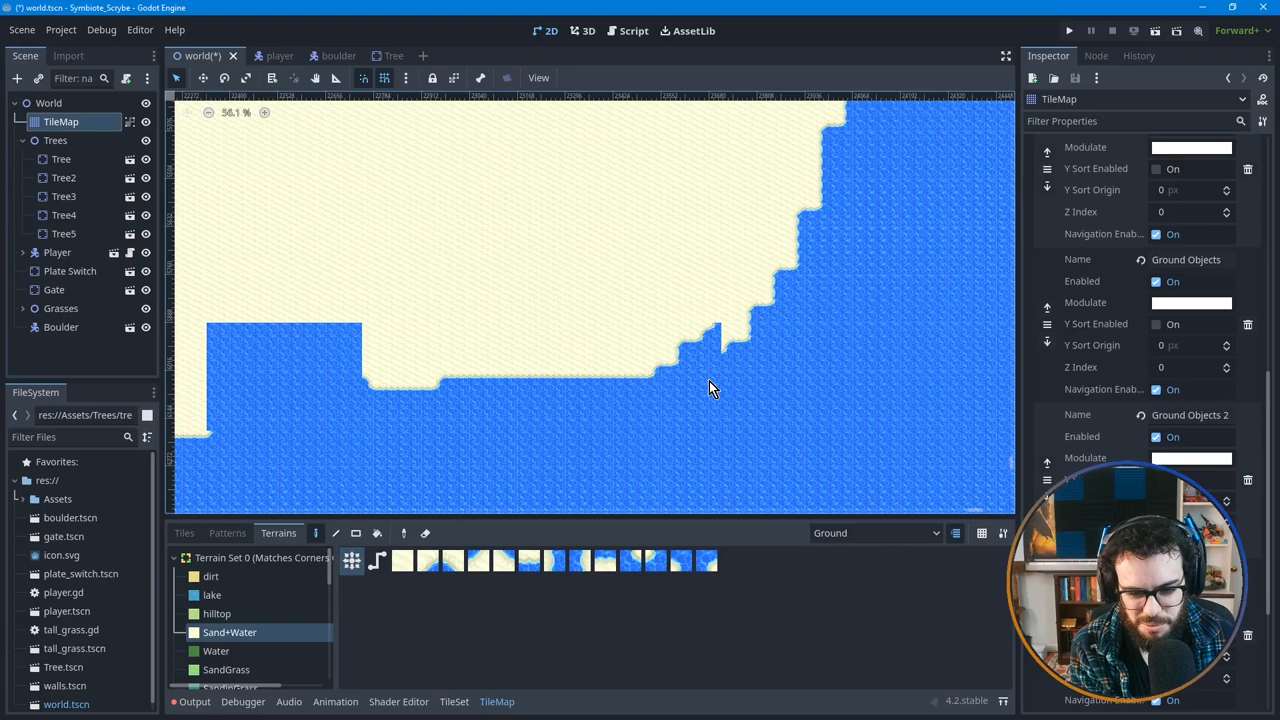 (*) world.tscn - Symbiote_Scrybe - Godot Engine
Scene Project Debug Editor Help
2D 3D Script AssetLib
Forward+
Scene Import
world(*) player boulder Tree
Inspector Node History
Filter: na
View
TileMap
Filter Properties
World
TileMap
Trees
Tree
Tree2
Tree3
Tree4
Tree5
Player
Plate Switch
Gate
Grasses
Boulder
56.1 %
FileSystem
res://Assets/Trees/tre
Filter Files
Favorites:
res://
Assets
boulder.tscn
gate.tscn
icon.svg
plate_switch.tscn
player.gd
player.tscn
tall_grass.gd
tall_grass.tscn
Tree.tscn
walls.tscn
world.tscn
Tiles Patterns Terrains
Ground
Terrain Set 0 (Matches Corners
dirt
lake
hilltop
Sand+Water
Water
SandGrass
Output Debugger Audio Animation Shader Editor TileSet TileMap
4.2.stable
Modulate
Y Sort Enabled On
Y Sort Origin 0 px
Z Index 0
Navigation Enab... On
Name Ground Objects
Enabled On
Modulate
Y Sort Enabled On
Y Sort Origin 0 px
Z Index 0
Navigation Enab... On
Name Ground Objects 2
Enabled On
Modulate
Navigation Enab... On